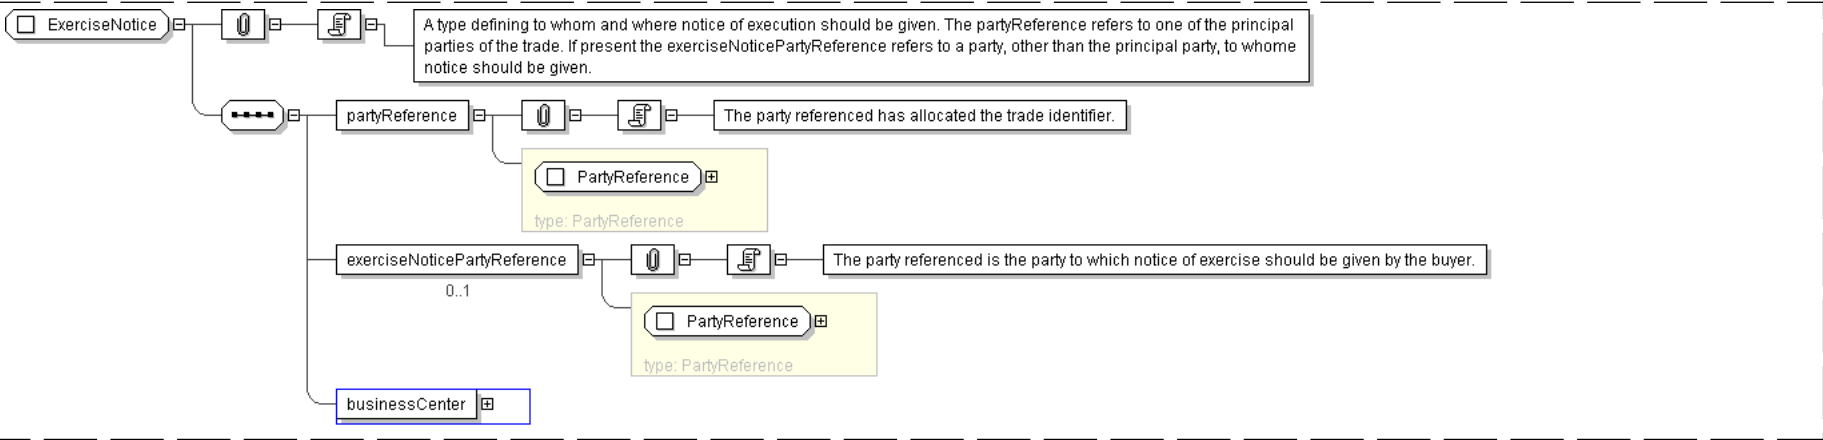 ExerciseNotice
A type defining to whom and where notice of execution should be given. The partyReference refers to one of the principal
parties of the trade. If present the exerciseNoticePartyReference refers to a party, other than the principal party, to whome
notice should be given.
partyReference
The party referenced has allocated the trade identifier.
PartyReference
type: PartyReference
exerciseNoticePartyReference
The party referenced is the party to which notice of exercise should be given by the buyer.
0..1
PartyReference
type: PartyReference
businessCenter